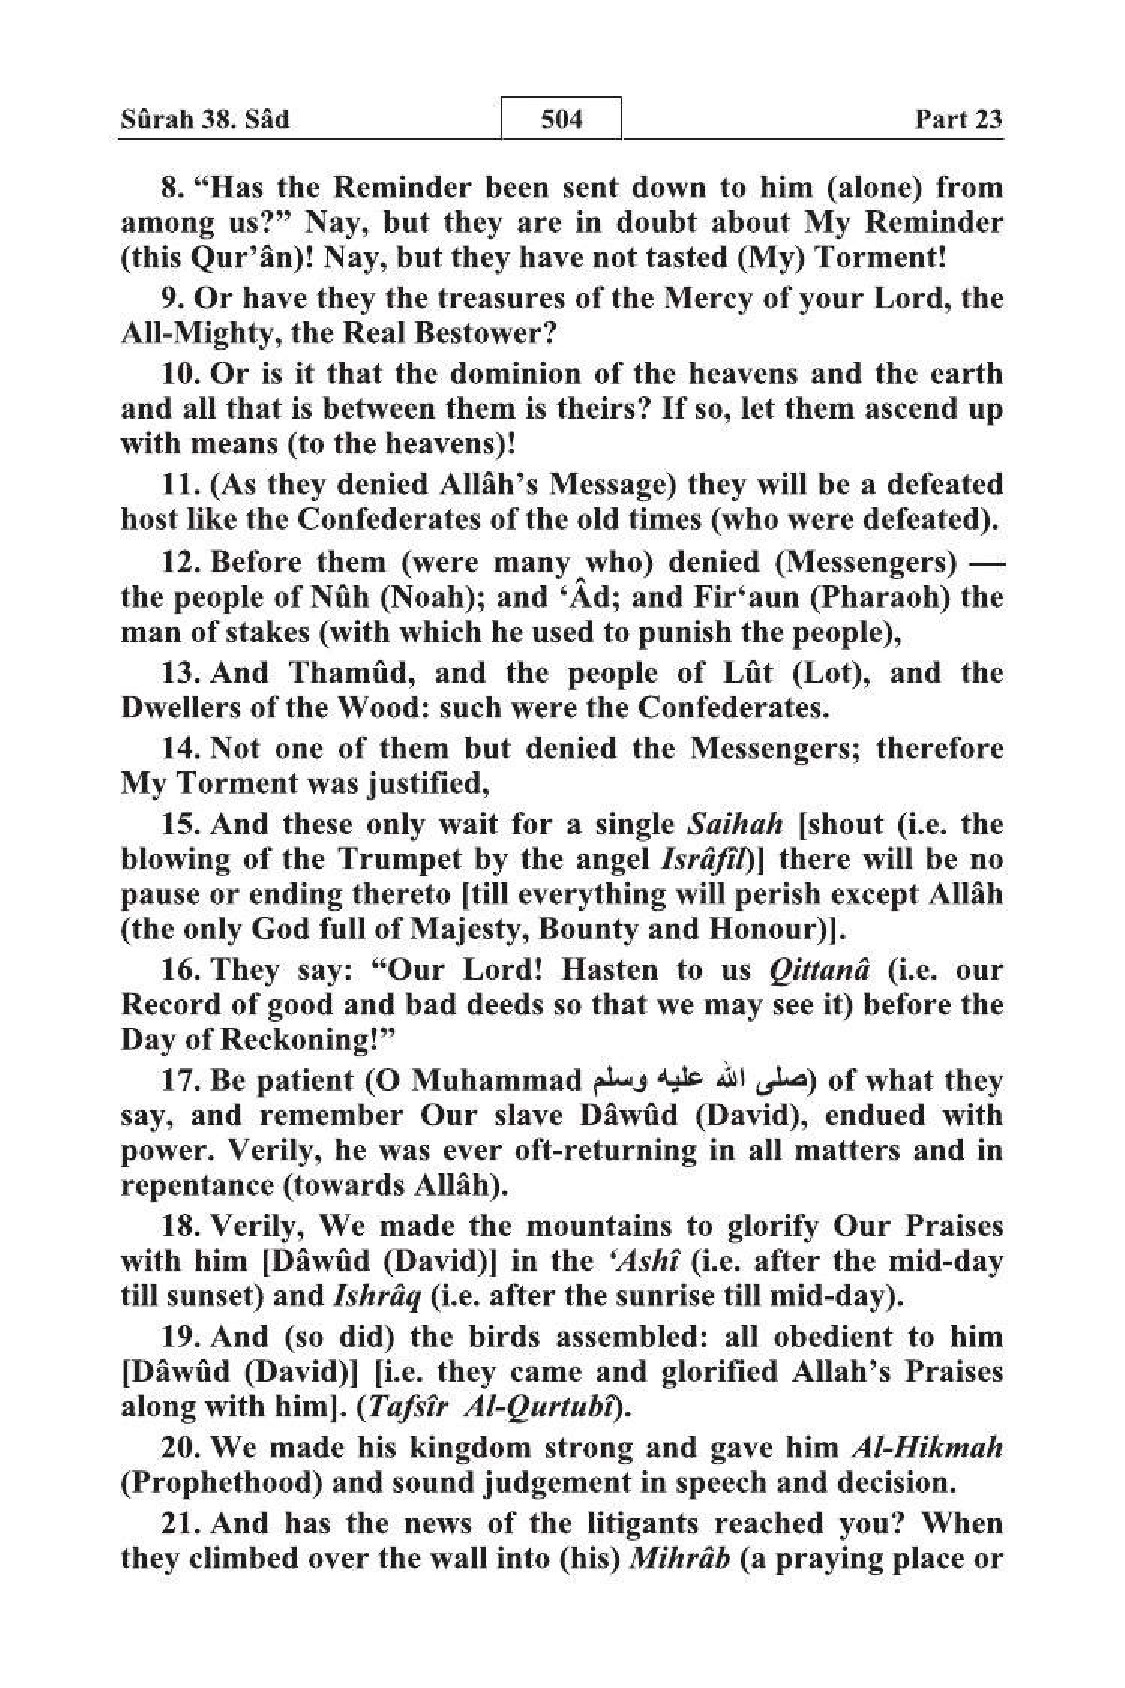 Sûrah 38. Sâd 504 Part 23
8. “Has the Reminder been sent down to him (alone) from
among us?” Nay, but they are in doubt about My Reminder
(this Qur’ân)! Nay, but they have not tasted (My) Torment!
9. Or have they the treasures of the Mercy of your Lord, the
All-Mighty, the Real Bestower?
10. Or is it that the dominion of the heavens and the earth
and all that is between them is theirs? If so, let them ascend up
with means (to the heavens)!
11. (As they denied Allâh’s Message) they will be a defeated
host like the Confederates of the old times (who were defeated).
12. Before them (were many who) denied (Messengers) —
the people of Nûh (Noah); and ‘Âd; and Fir‘aun (Pharaoh) the
man of stakes (with which he used to punish the people),
13. And Thamûd, and the people of Lût (Lot), and the
Dwellers of the Wood: such were the Confederates.
14. Not one of them but denied the Messengers; therefore
My Torment was justified,
15. And these only wait for a single Saihah [shout (i.e. the
blowing of the Trumpet by the angel Isrâfîl)] there will be no
pause or ending thereto [till everything will perish except Allâh
(the only God full of Majesty, Bounty and Honour)].
16. They say: “Our Lord! Hasten to us Qittanâ (i.e. our
Record of good and bad deeds so that we may see it) before the
Day of Reckoning!”
17. Be patient (O Muhammad صلى الله عليه وسلم) of what they
say, and remember Our slave Dâwûd (David), endued with
power. Verily, he was ever oft-returning in all matters and in
repentance (towards Allâh).
18. Verily, We made the mountains to glorify Our Praises
with him [Dâwûd (David)] in the ‘Ashî (i.e. after the mid-day
till sunset) and Ishrâq (i.e. after the sunrise till mid-day).
19. And (so did) the birds assembled: all obedient to him
[Dâwûd (David)] [i.e. they came and glorified Allah’s Praises
along with him]. (Tafsîr Al-Qurtubî).
20. We made his kingdom strong and gave him Al-Hikmah
(Prophethood) and sound judgement in speech and decision.
21. And has the news of the litigants reached you? When
they climbed over the wall into (his) Mihrâb (a praying place or